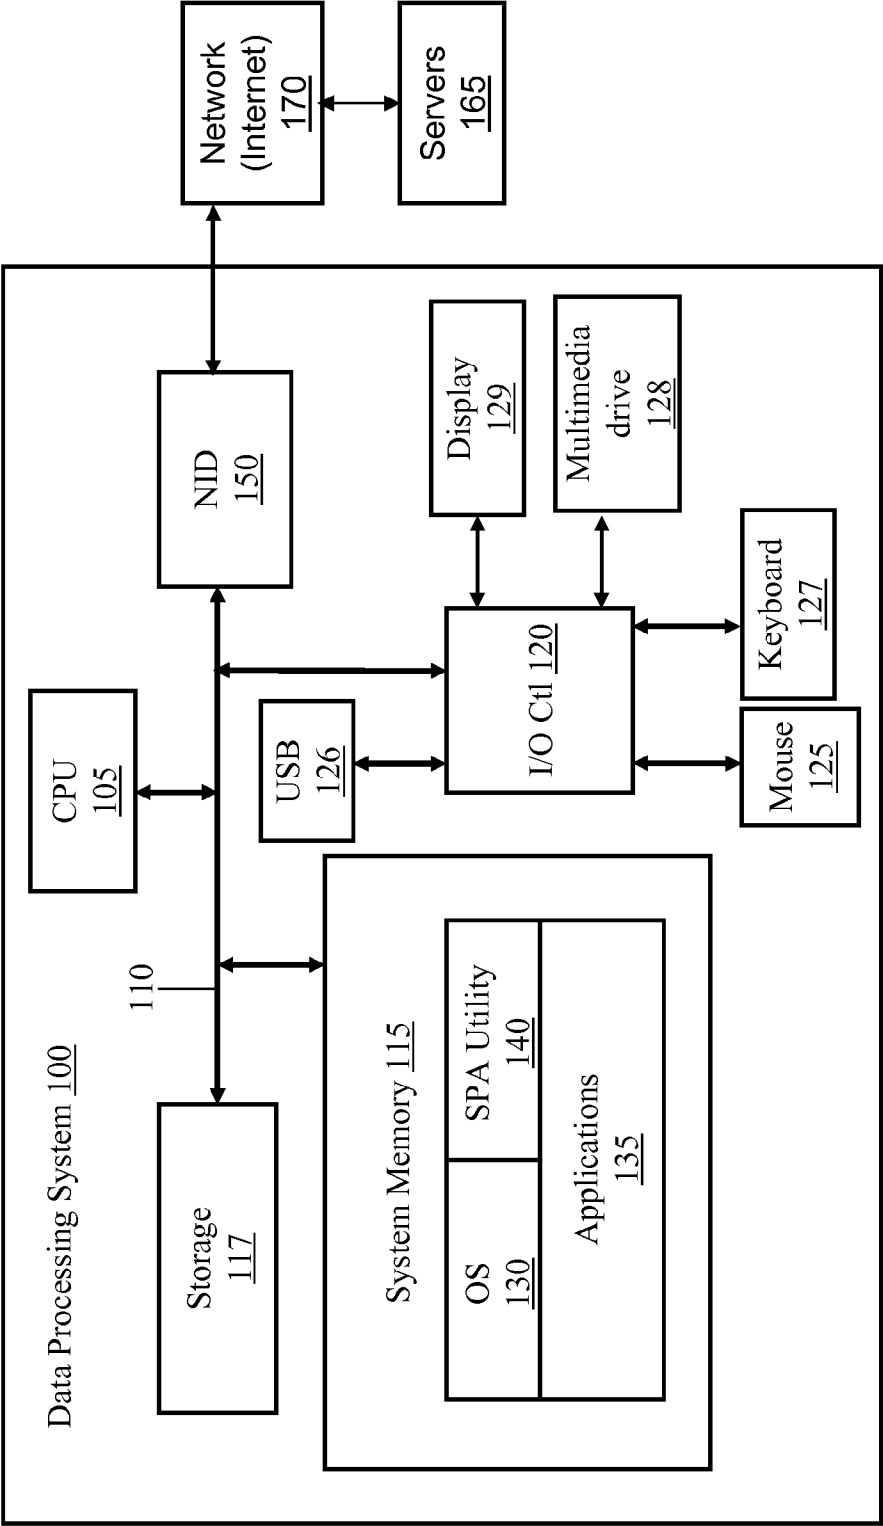 Data Processing System 100
110
CPU
105
Storage
117
NID
150
Network
(Internet)
170
Servers
165
System Memory 115
OS
130
SPA Utility
140
Applications
135
USB
126
I/O Ctl 120
Display
129
Multimedia
drive
128
Mouse
125
Keyboard
127